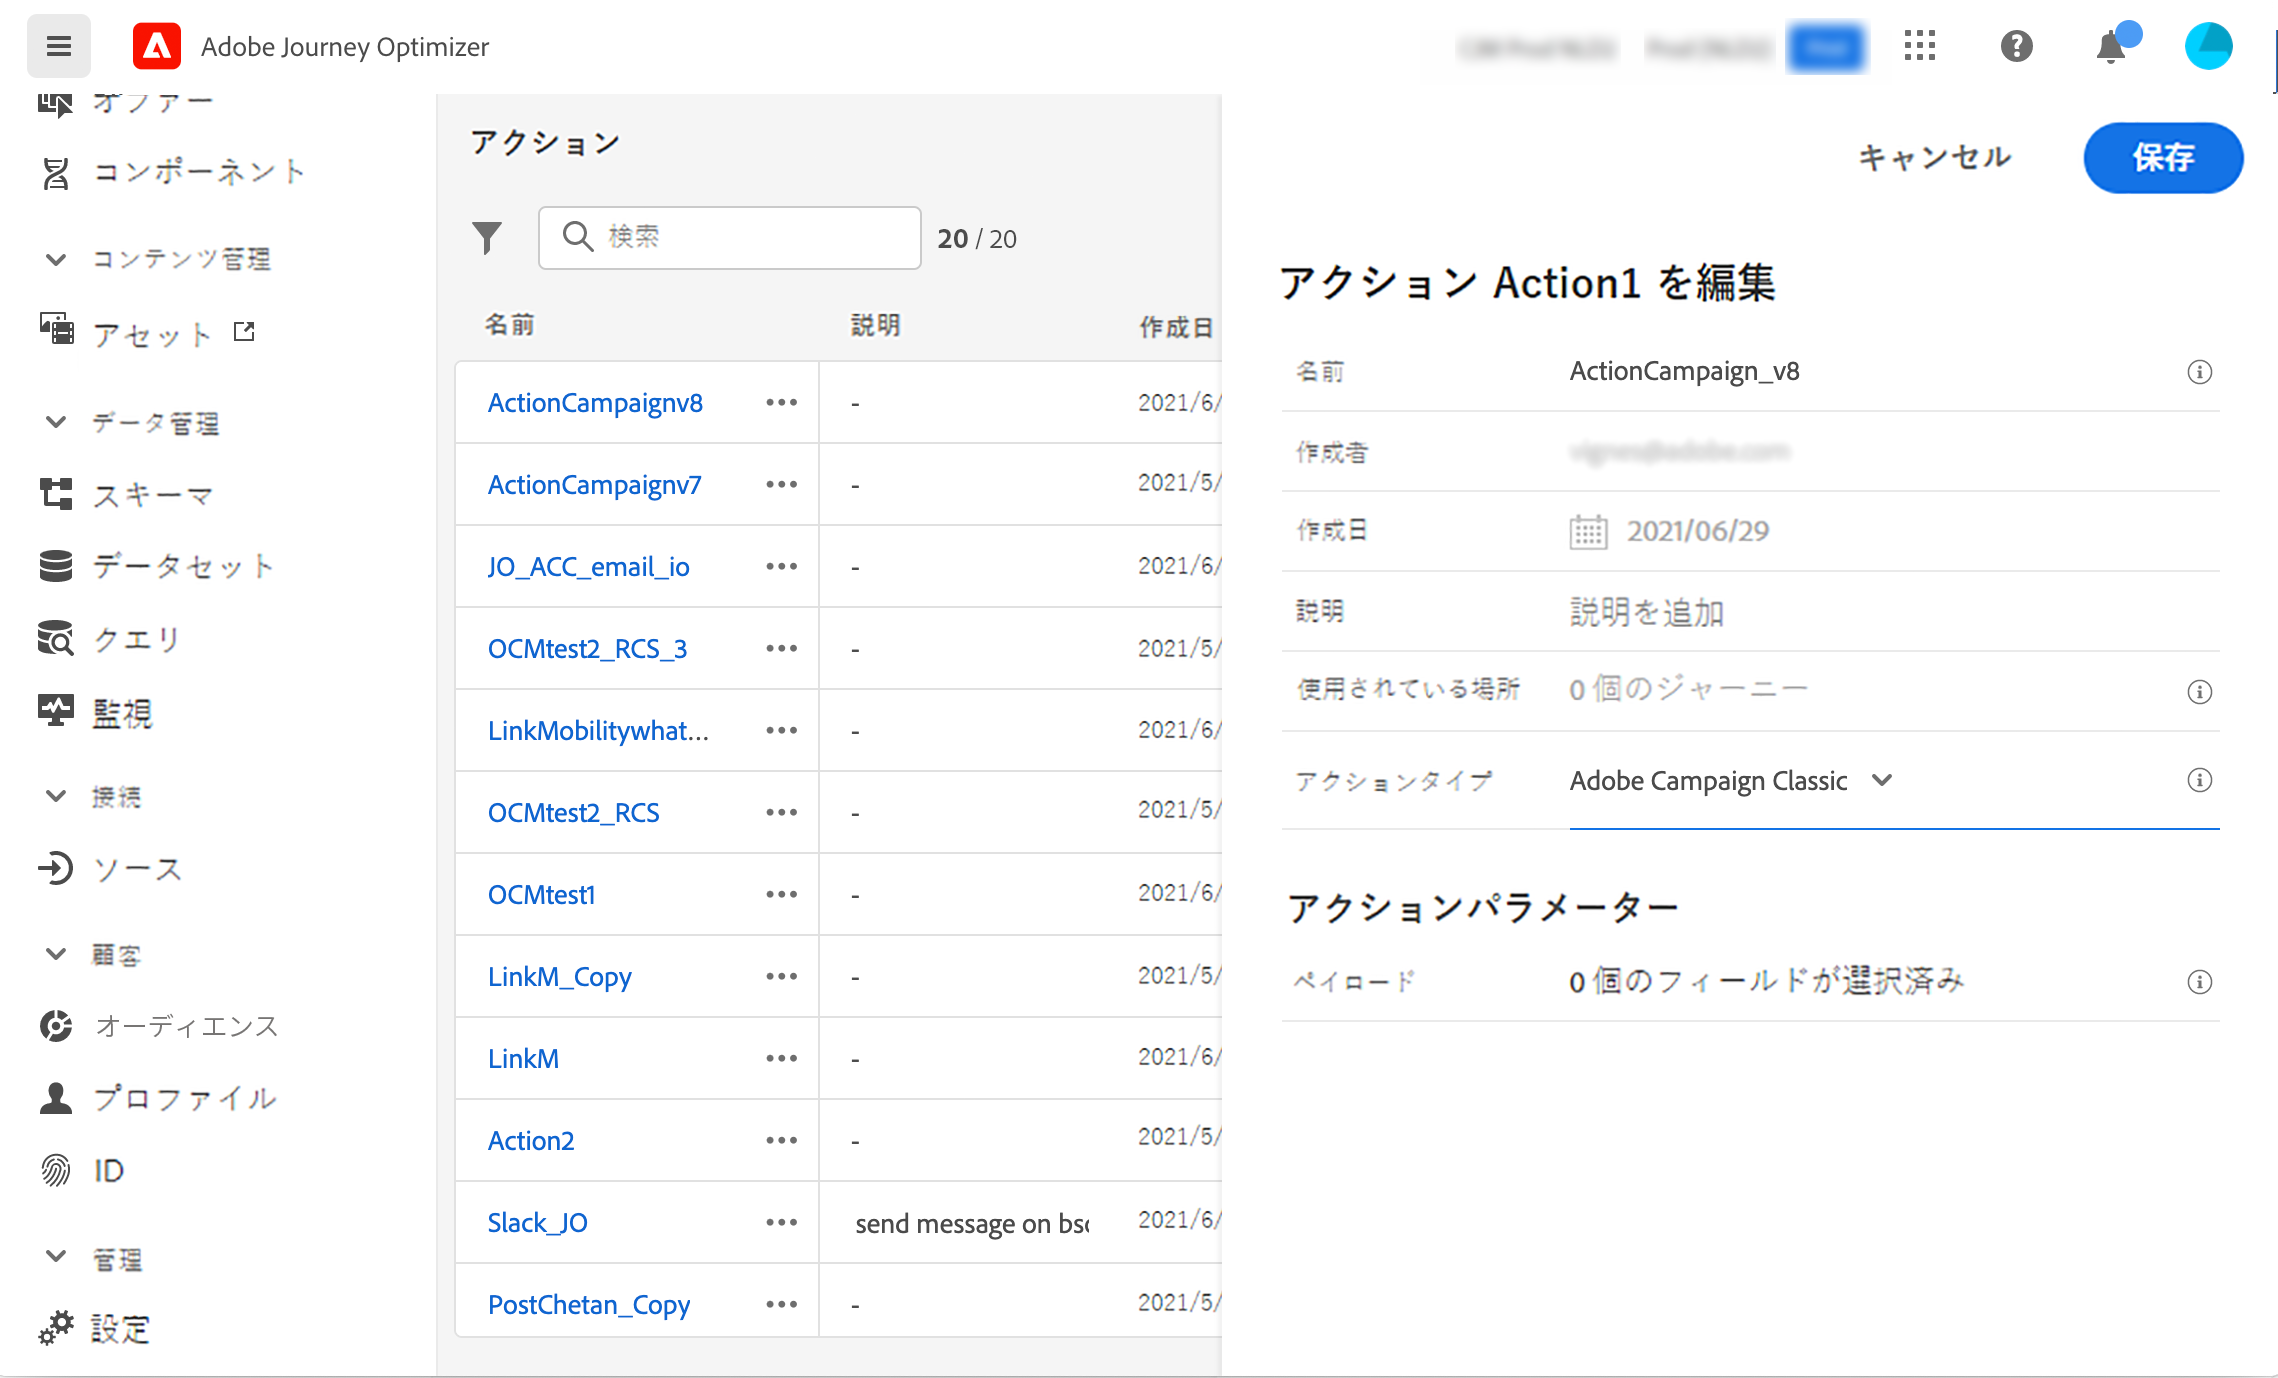 Adobe Journey Optimizer
オファー
コンポーネント
コンテンツ管理
アセット
データ管理
スキーマ
データセット
クエリ
監視
接続
ソース
顧客
オーディエンス
プロファイル
ID
管理
設定
アクション
検索
20 / 20
名前 説明 作成日
ActionCampaignv8 ••• - 2021/6/
ActionCampaignv7 ••• - 2021/5/
JO_ACC_email_io ••• - 2021/6/
OCMtest2_RCS_3 ••• - 2021/5/
LinkMobilitywhat... ••• - 2021/6/
OCMtest2_RCS ••• - 2021/5/
OCMtest1 ••• - 2021/6/
LinkM_Copy ••• - 2021/5/
LinkM ••• - 2021/6/
Action2 ••• - 2021/5/
Slack_JO ••• send message on bsc 2021/6/
PostChetan_Copy ••• - 2021/5/
キャンセル 保存
アクション Action1 を編集
名前 ActionCampaign_v8
作成者
作成日 2021/06/29
説明 説明を追加
使用されている場所 0 個のジャーニー
アクションタイプ Adobe Campaign Classic
アクションパラメーター
ペイロード 0 個のフィールドが選択済み